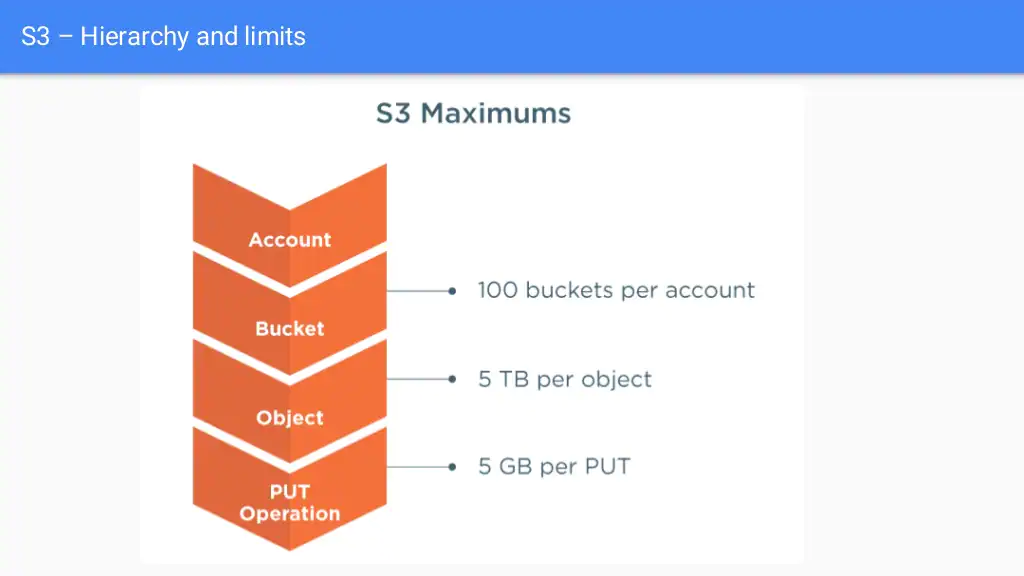 S3 – Hierarchy and limits
S3 Maximums
Account
100 buckets per account
Bucket
5 TB per object
Object
5 GB per PUT
PUT
Operation